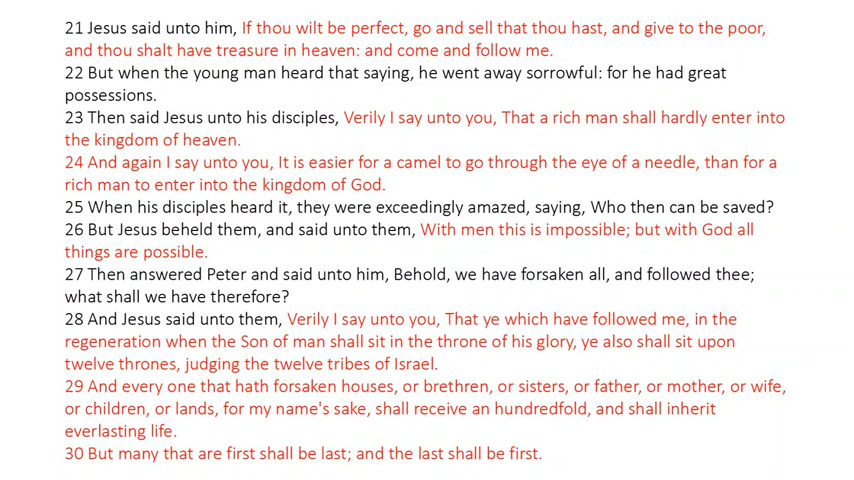 21 Jesus said unto him, If thou wilt be perfect, go and sell that thou hast, and give to the poor,
and thou shalt have treasure in heaven: and come and follow me.
22 But when the young man heard that saying, he went away sorrowful: for he had great
possessions.
23 Then said Jesus unto his disciples, Verily I say unto you, That a rich man shall hardly enter into
the kingdom of heaven.
24 And again I say unto you, It is easier for a camel to go through the eye of a needle, than for a
rich man to enter into the kingdom of God.
25 When his disciples heard it, they were exceedingly amazed, saying, Who then can be saved?
26 But Jesus beheld them, and said unto them, With men this is impossible; but with God all
things are possible.
27 Then answered Peter and said unto him, Behold, we have forsaken all, and followed thee;
what shall we have therefore?
28 And Jesus said unto them, Verily I say unto you, That ye which have followed me, in the
regeneration when the Son of man shall sit in the throne of his glory, ye also shall sit upon
twelve thrones, judging the twelve tribes of Israel.
29 And every one that hath forsaken houses, or brethren, or sisters, or father, or mother, or wife,
or children, or lands, for my name's sake, shall receive an hundredfold, and shall inherit
everlasting life.
30 But many that are first shall be last; and the last shall be first.